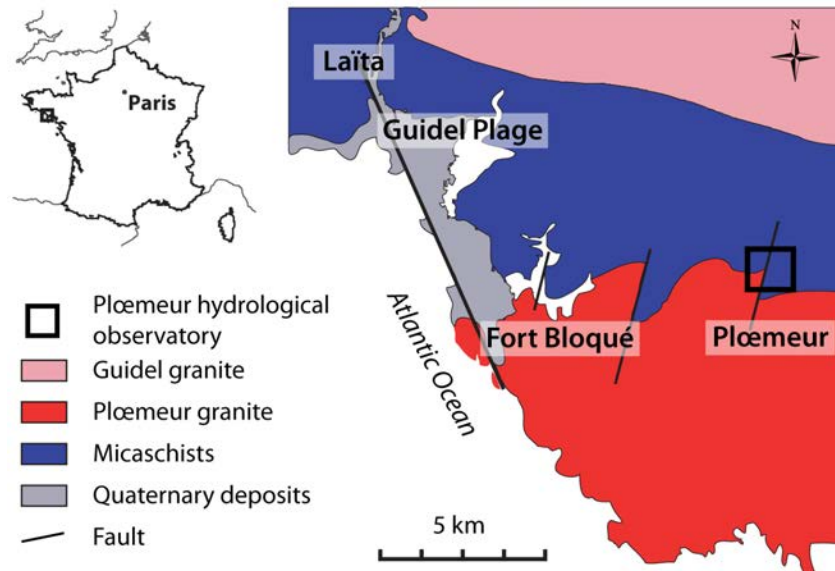 Paris
N
Laïta
Guidel Plage
Fort Bloqué
Plœmeur
Atlantic Ocean
Plœmeur hydrological
observatory
Guidel granite
Plœmeur granite
Micaschists
Quaternary deposits
Fault
5 km